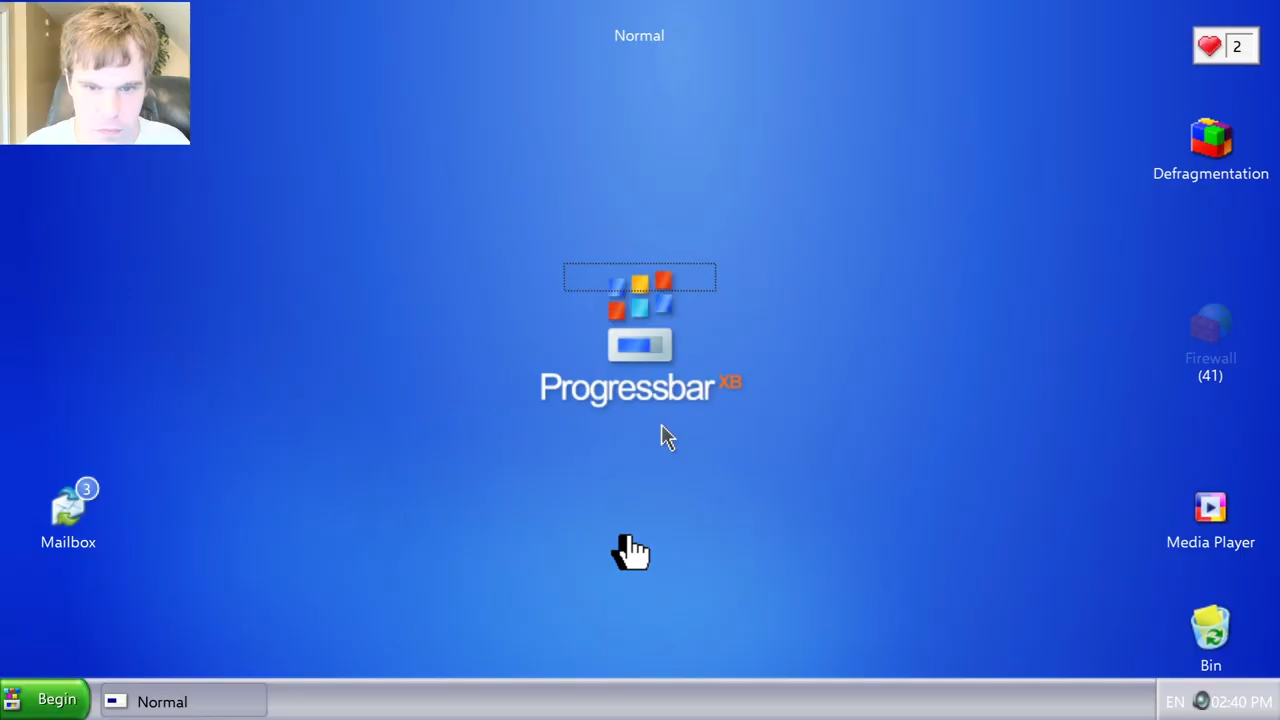 Normal
2
Defragmentation
Progressbar XB
Firewall
(41)
3
Mailbox
Media Player
Bin
Begin
Normal
EN 02:40 PM